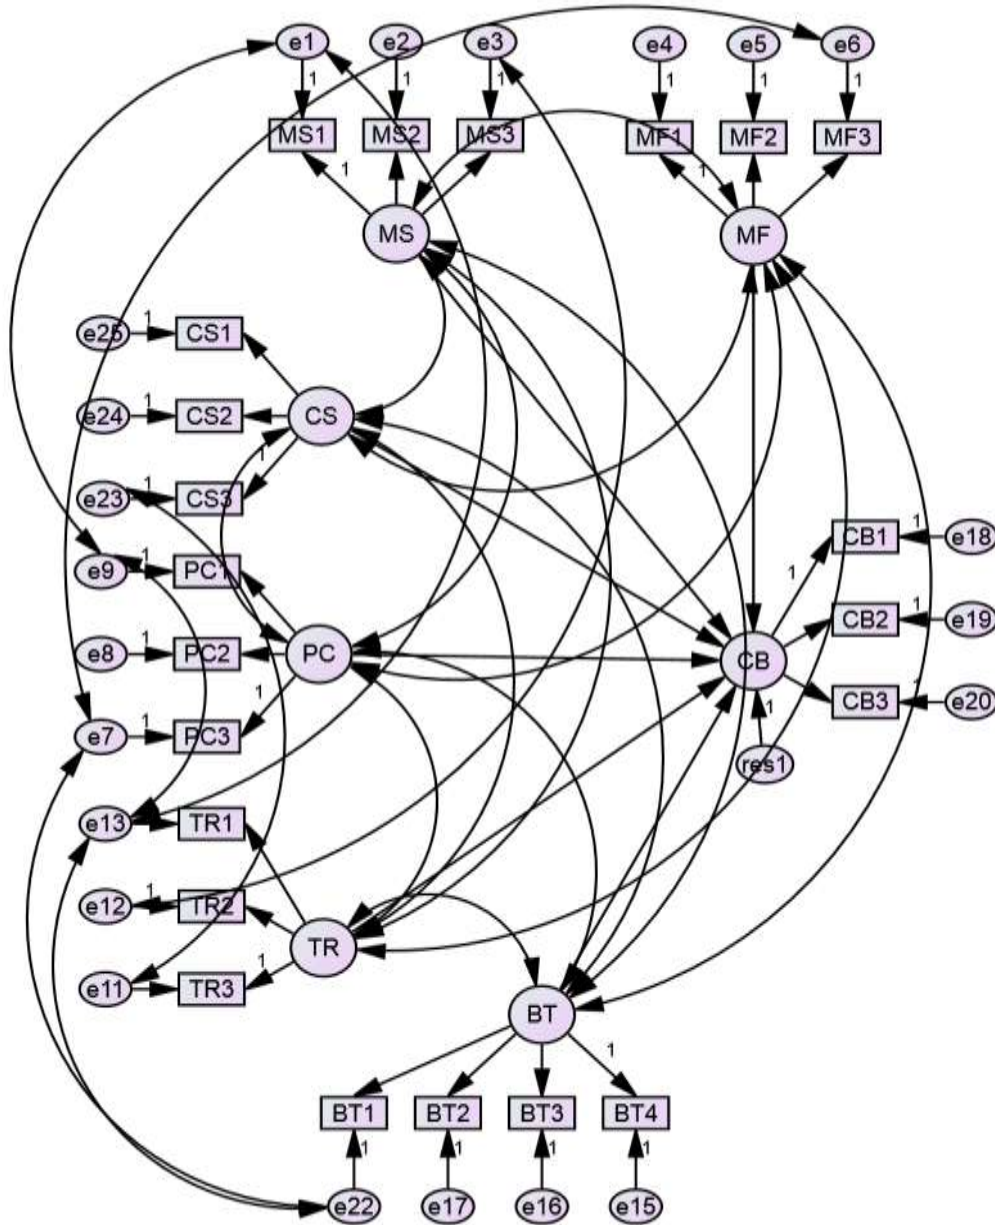 e1 e2 e3 e4 e5 e6
1 1 1 1 1 1
MS1 MS2 MS3 MF1 MF2 MF3
1 1
MS MF
e25 1 CS1
CS
e24 1 CS2
1
e23 1 CS3
e9 1 PC1
CB1 1 e18
1
e8 1 PC2 PC
CB2 1 e19
CB
1
e7 1 PC3
CB3 1 e20
1
res1
e13 TR1
e12 1 TR2
TR
1
e11 TR3
BT
1
BT1 BT2 BT3 BT4
1 1 1 1
e22 e17 e16 e15